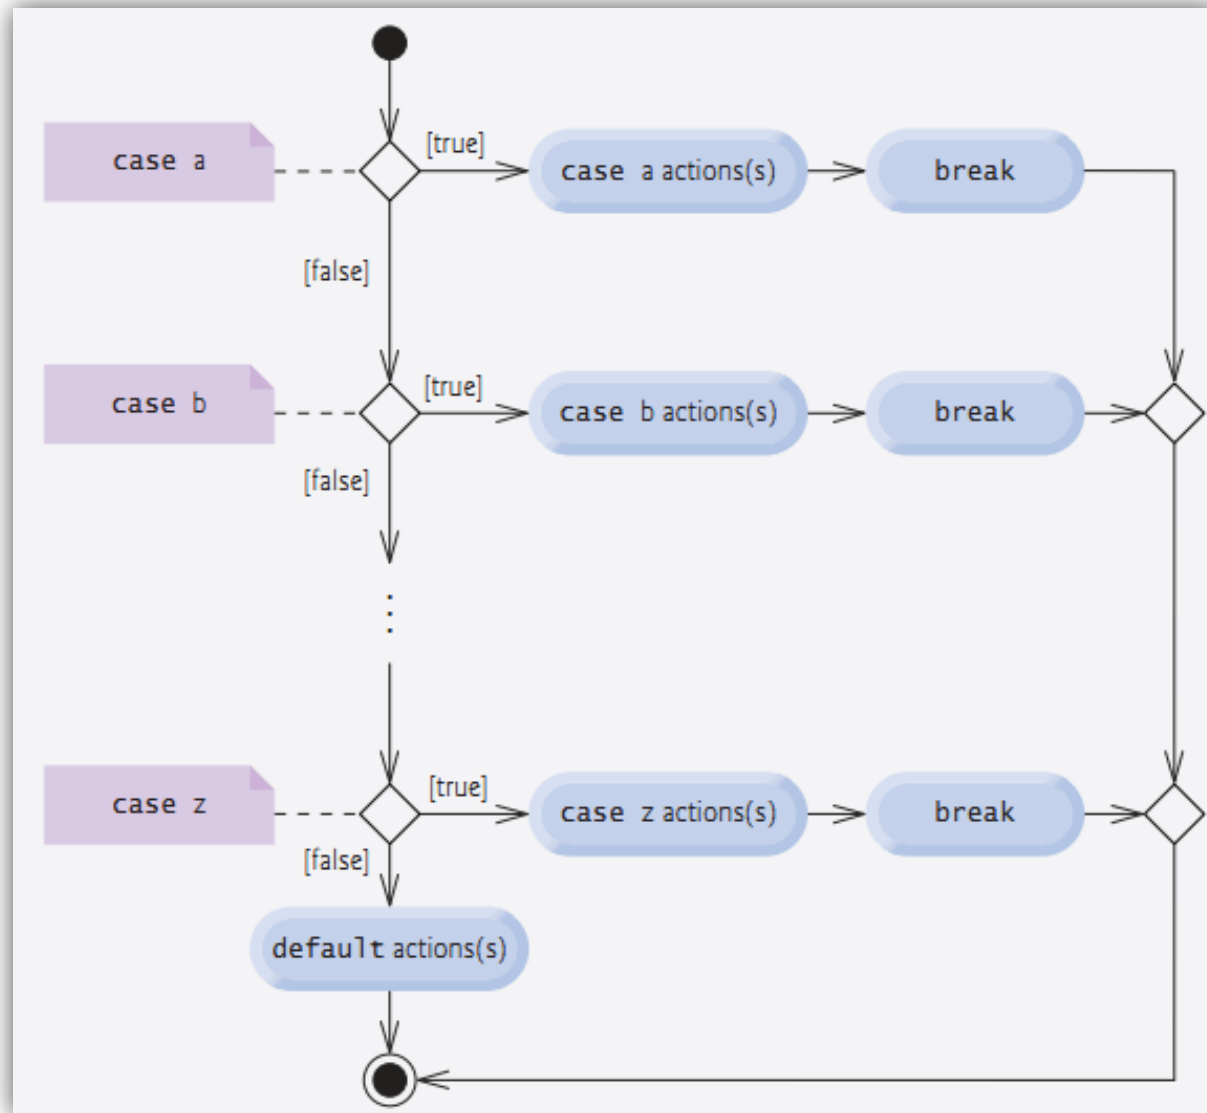 [true]
case a
case a actions(s)
break
[false]
[true]
case b
case b actions(s)
break
[false]
[true]
case z
case z actions(s)
break
[false]
default actions(s)